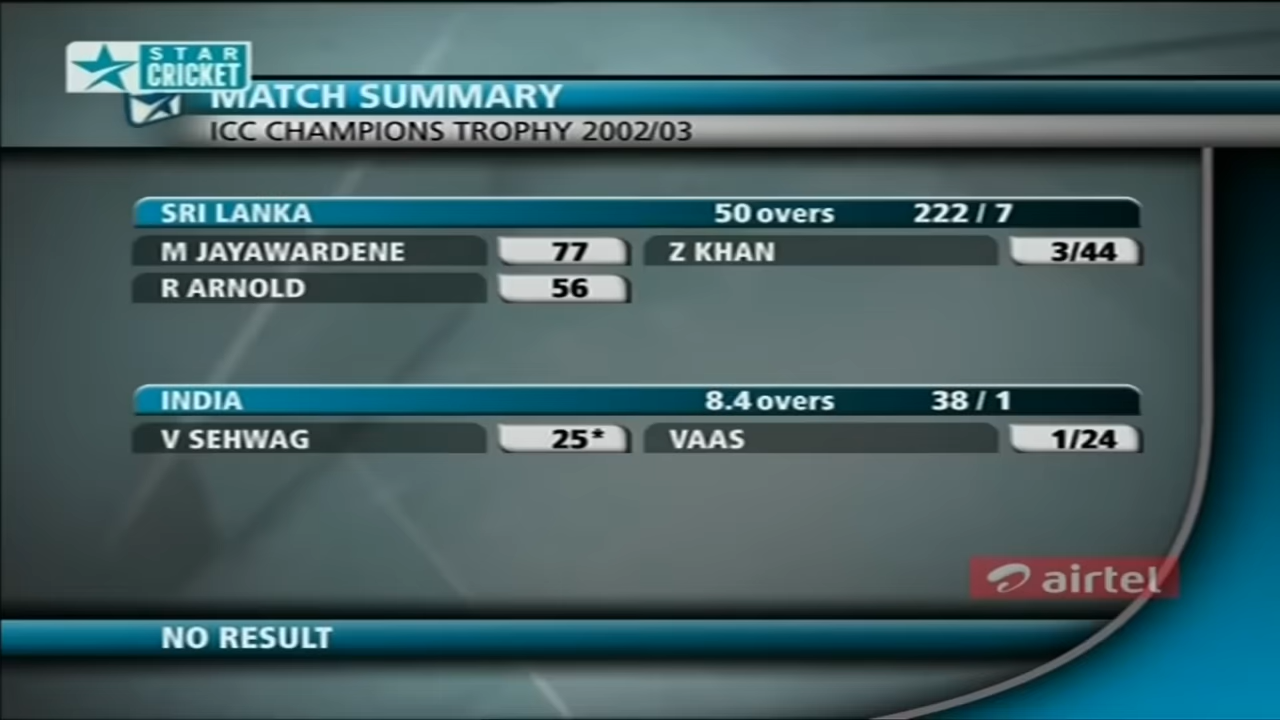 STAR
CRICKET
MATCH SUMMARY
ICC CHAMPIONS TROPHY 2002/03
SRI LANKA 50 overs 222 / 7
M JAYAWARDENE 77 Z KHAN 3/44
R ARNOLD 56
INDIA 8.4 overs 38 / 1
V SEHWAG 25* VAAS 1/24
airtel
NO RESULT